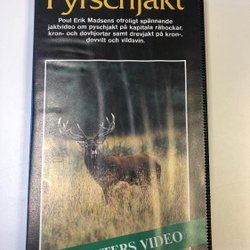 Pyrschjakt
Poul Erik Madsens otroligt spännande
jaktvideo om pyrschjakt på kapitala råbockar,
kron- och dovhjortar samt drevjakt på kron-,
dovvilt och vildsvin.
VIDEO